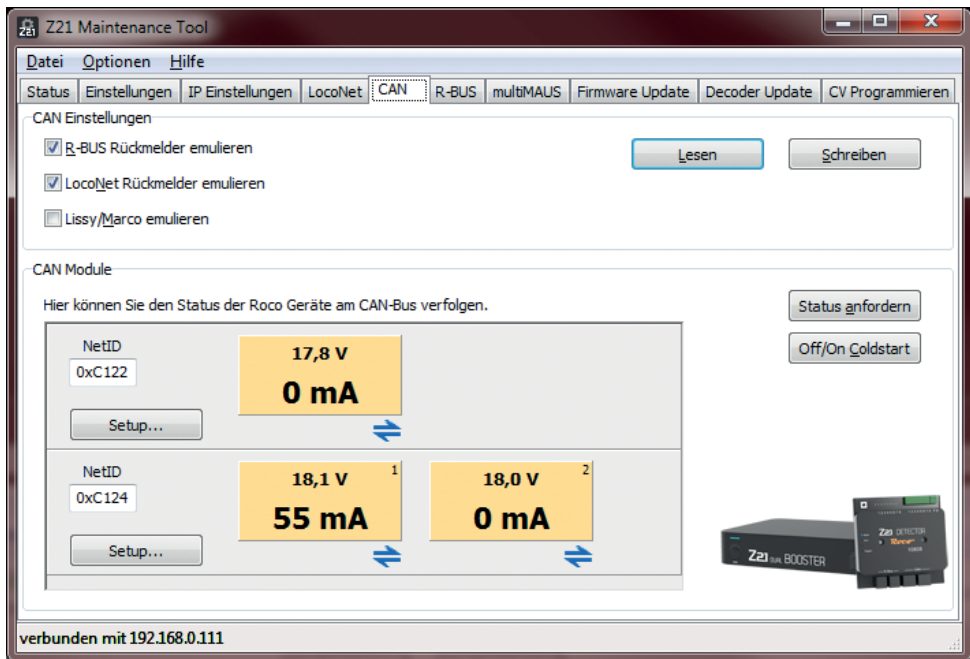 Z21 Maintenance Tool
Datei Optionen Hilfe
Status Einstellungen IP Einstellungen LocoNet CAN R-BUS multiMAUS Firmware Update Decoder Update CV Programmieren
CAN Einstellungen
R-BUS Rückmelder emulieren
Lesen Schreiben
LocoNet Rückmelder emulieren
Lissy/Marco emulieren
CAN Module
Hier können Sie den Status der Roco Geräte am CAN-Bus verfolgen.
Status anfordern
Off/On Coldstart
NetID
0xC122
17,8 V
0 mA
Setup...
NetID
0xC124
18,1 V 1
55 mA
18,0 V 2
0 mA
Setup...
Z21 DUAL BOOSTER
Z21 DETECTOR
Roco
verbunden mit 192.168.0.111